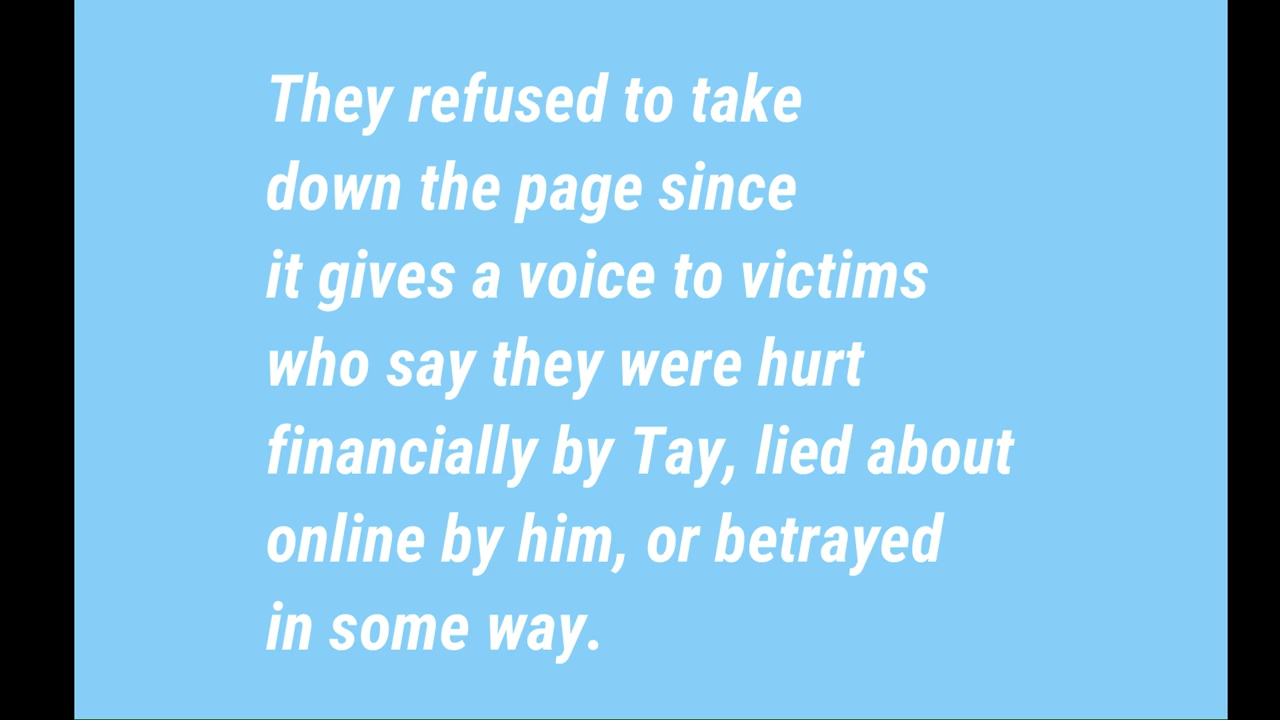 They refused to take
down the page since
it gives a voice to victims
who say they were hurt
financially by Tay, lied about
online by him, or betrayed
in some way.